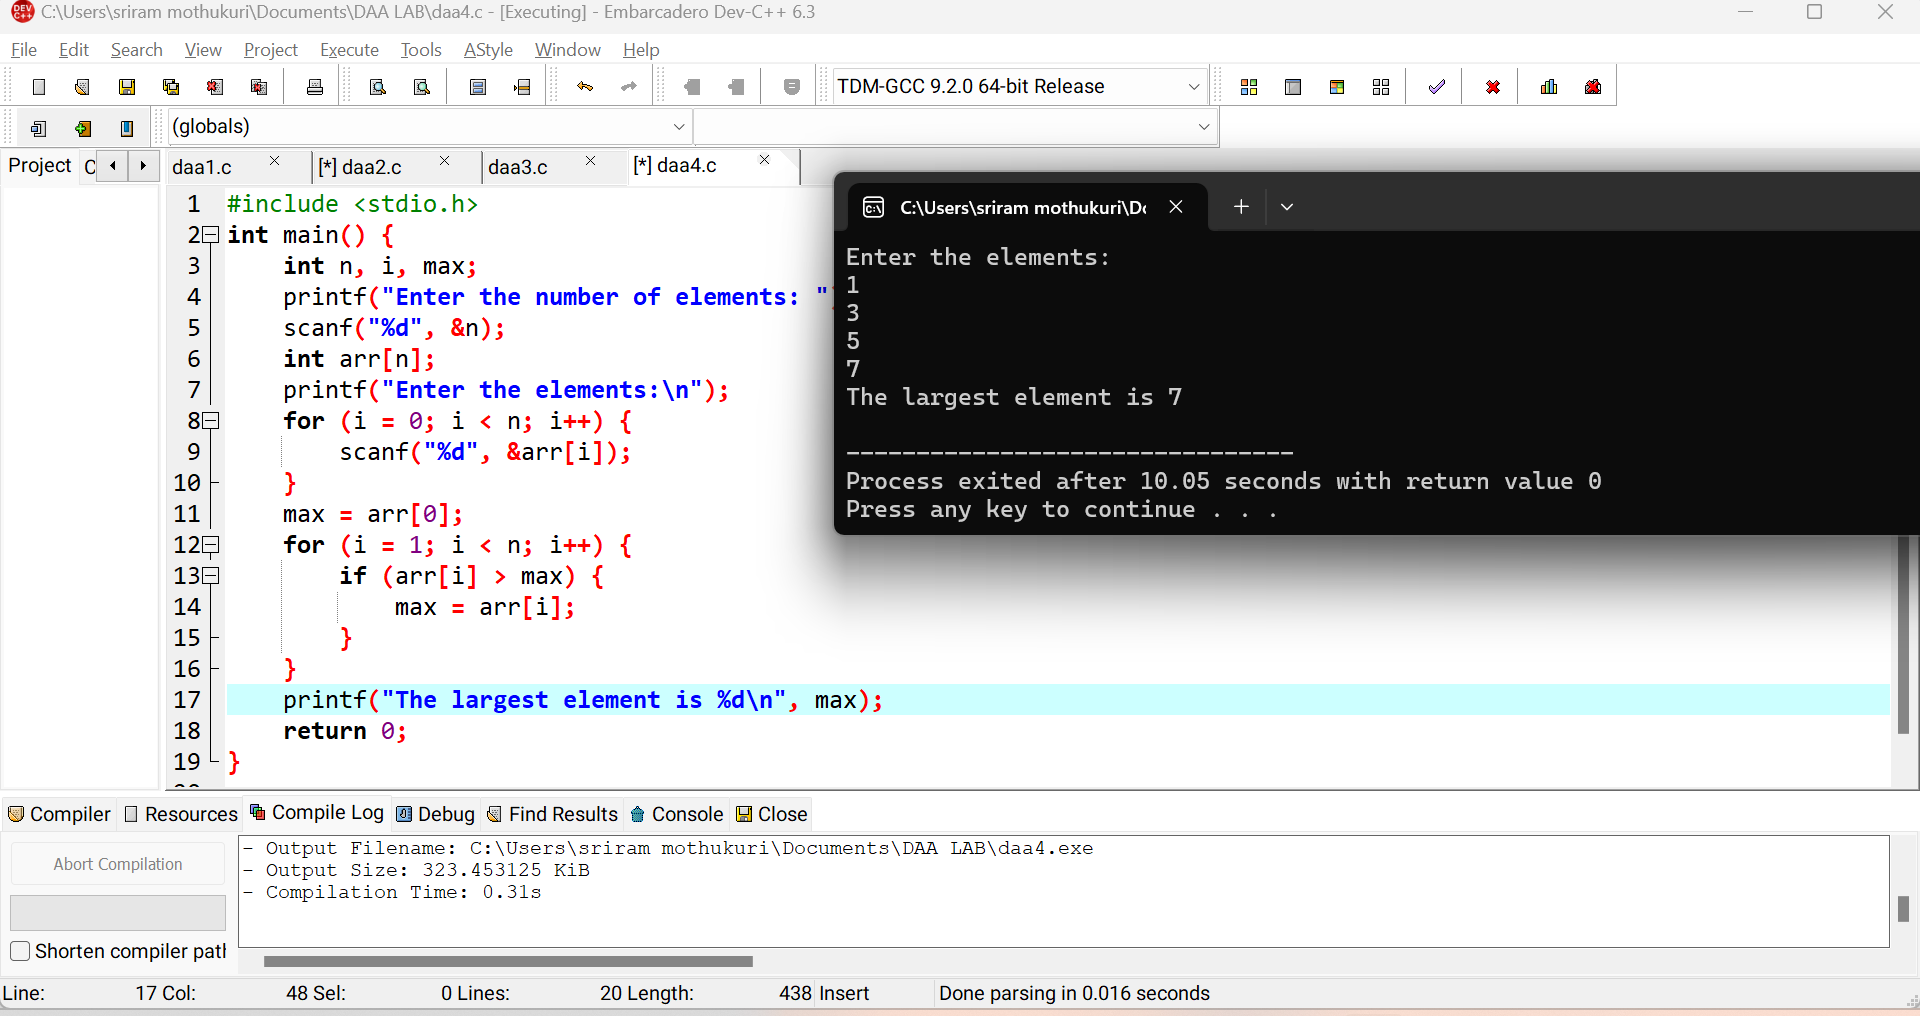 C:\Users\sriram mothukuri\Documents\DAA LAB\daa4.c - [Executing] - Embarcadero Dev-C++ 6.3
File Edit Search View Project Execute Tools AStyle Window Help
TDM-GCC 9.2.0 64-bit Release
(globals)
Project
daa1.c [*] daa2.c daa3.c [*] daa4.c
1 #include <stdio.h>
2 int main() {
3 int n, i, max;
4 printf("Enter the number of elements: "
5 scanf("%d", &n);
6 int arr[n];
7 printf("Enter the elements:\n");
8 for (i = 0; i < n; i++) {
9 scanf("%d", &arr[i]);
10 }
11 max = arr[0];
12 for (i = 1; i < n; i++) {
13 if (arr[i] > max) {
14 max = arr[i];
15 }
16 }
17 printf("The largest element is %d\n", max);
18 return 0;
19 }
C:\Users\sriram mothukuri\Do
Enter the elements:
1
3
5
7
The largest element is 7
--------------------------------
Process exited after 10.05 seconds with return value 0
Press any key to continue . . .
Compiler Resources Compile Log Debug Find Results Console Close
Abort Compilation
Shorten compiler path
- Output Filename: C:\Users\sriram mothukuri\Documents\DAA LAB\daa4.exe
- Output Size: 323.453125 KiB
- Compilation Time: 0.31s
Line: 17 Col: 48 Sel: 0 Lines: 20 Length: 438 Insert Done parsing in 0.016 seconds